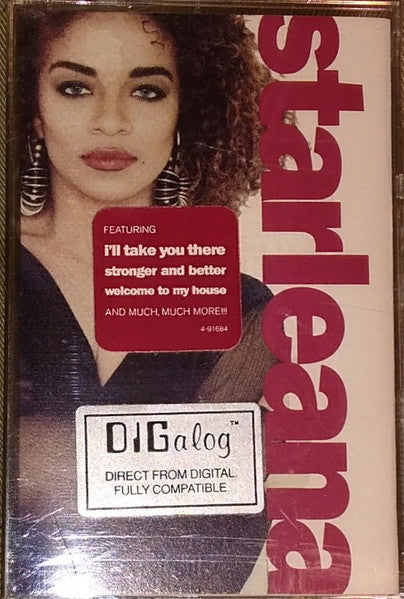 starleana
FEATURING
i'll take you there
stronger and better
welcome to my house
AND MUCH, MUCH MORE!!!
4-91684
DIGalog™
DIRECT FROM DIGITAL
FULLY COMPATIBLE